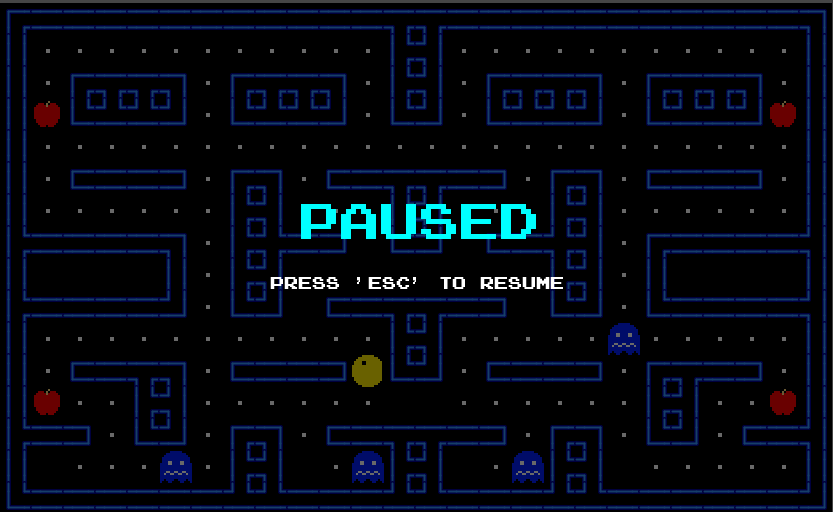 PAUSED
PRESS 'ESC' TO RESUME